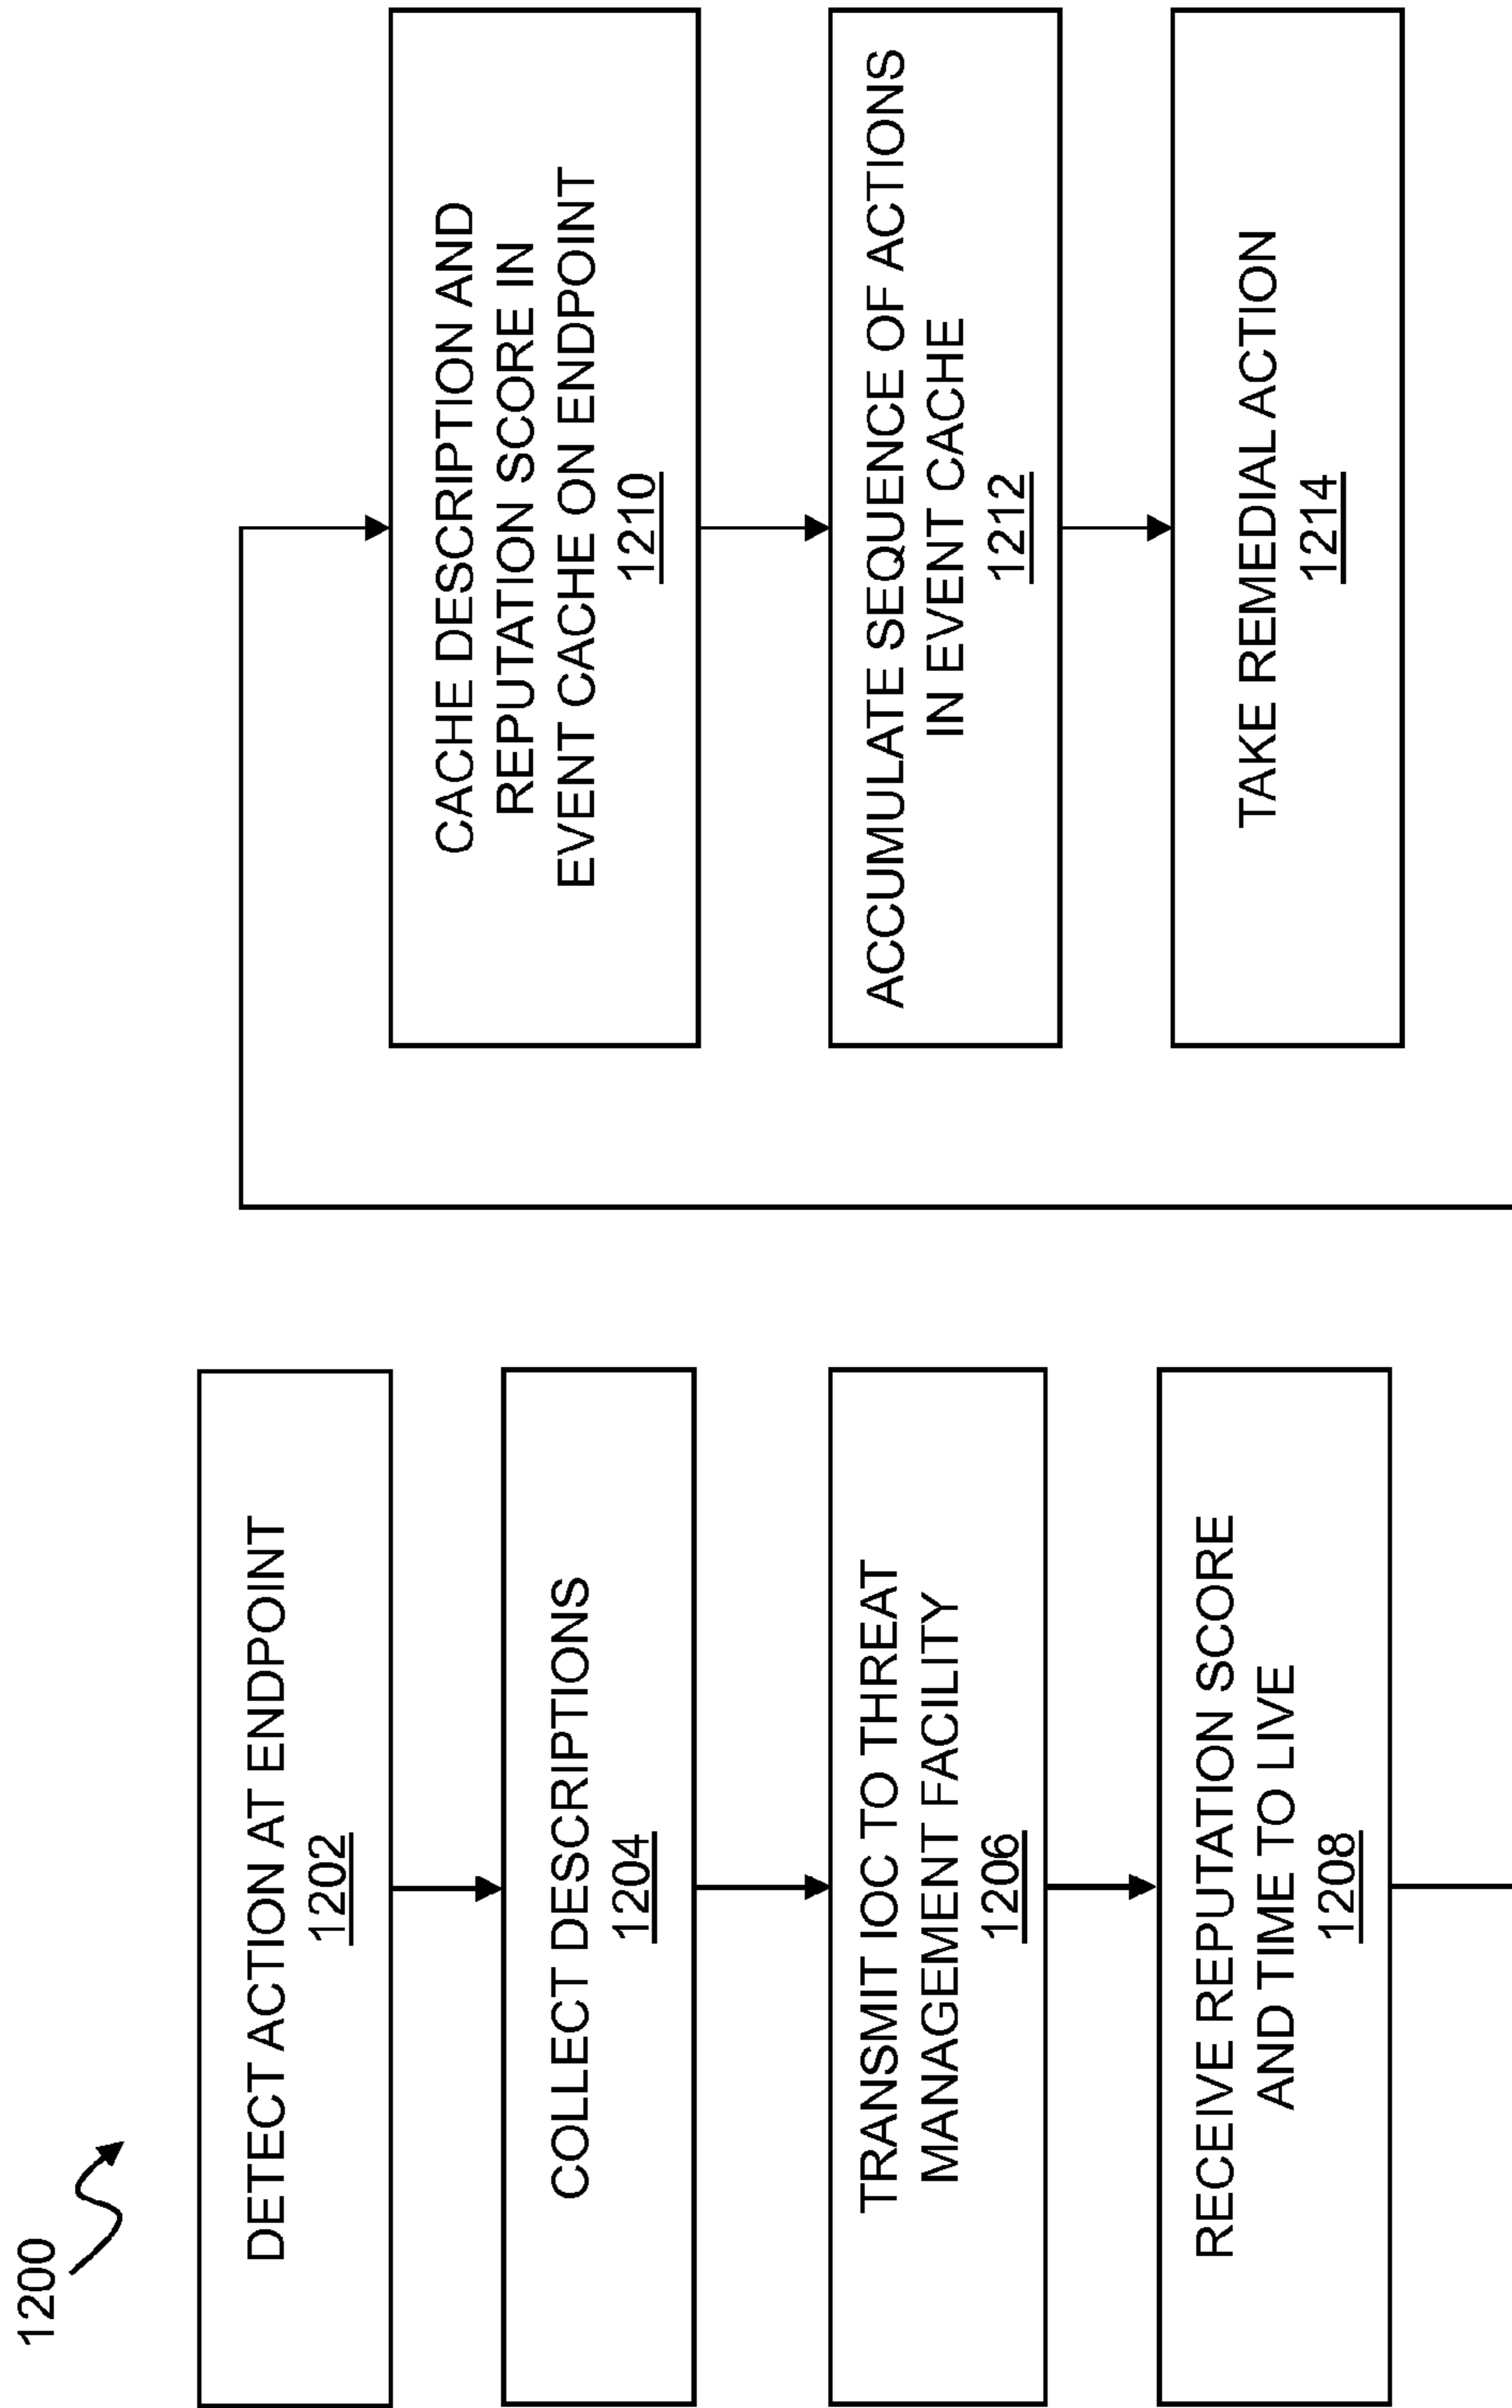 1200
DETECT ACTION AT ENDPOINT
1202
COLLECT DESCRIPTIONS
1204
TRANSMIT IOC TO THREAT
MANAGEMENT FACILITY
1206
RECEIVE REPUTATION SCORE
AND TIME TO LIVE
1208
CACHE DESCRIPTION AND
REPUTATION SCORE IN
EVENT CACHE ON ENDPOINT
1210
ACCUMULATE SEQUENCE OF ACTIONS
IN EVENT CACHE
1212
TAKE REMEDIAL ACTION
1214